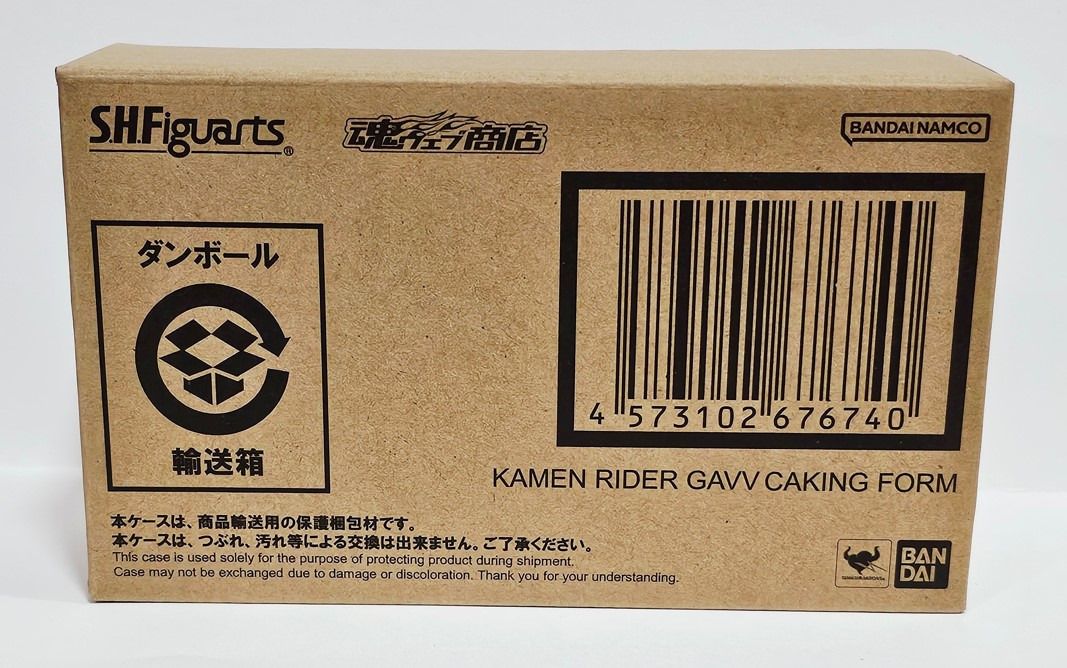 S.H.Figuarts®
魂ウェブ商店
BANDAI NAMCO
ダンボール
輸送箱
4 573102 676740
KAMEN RIDER GAVV CAKING FORM
本ケースは、商品輸送用の保護梱包材です。
本ケースは、つぶれ、汚れ等による交換は出来ません。ご了承ください。
This case is used solely for the purpose of protecting product during shipment.
Case may not be exchanged due to damage or discoloration. Thank you for your understanding.
BAN
DAI